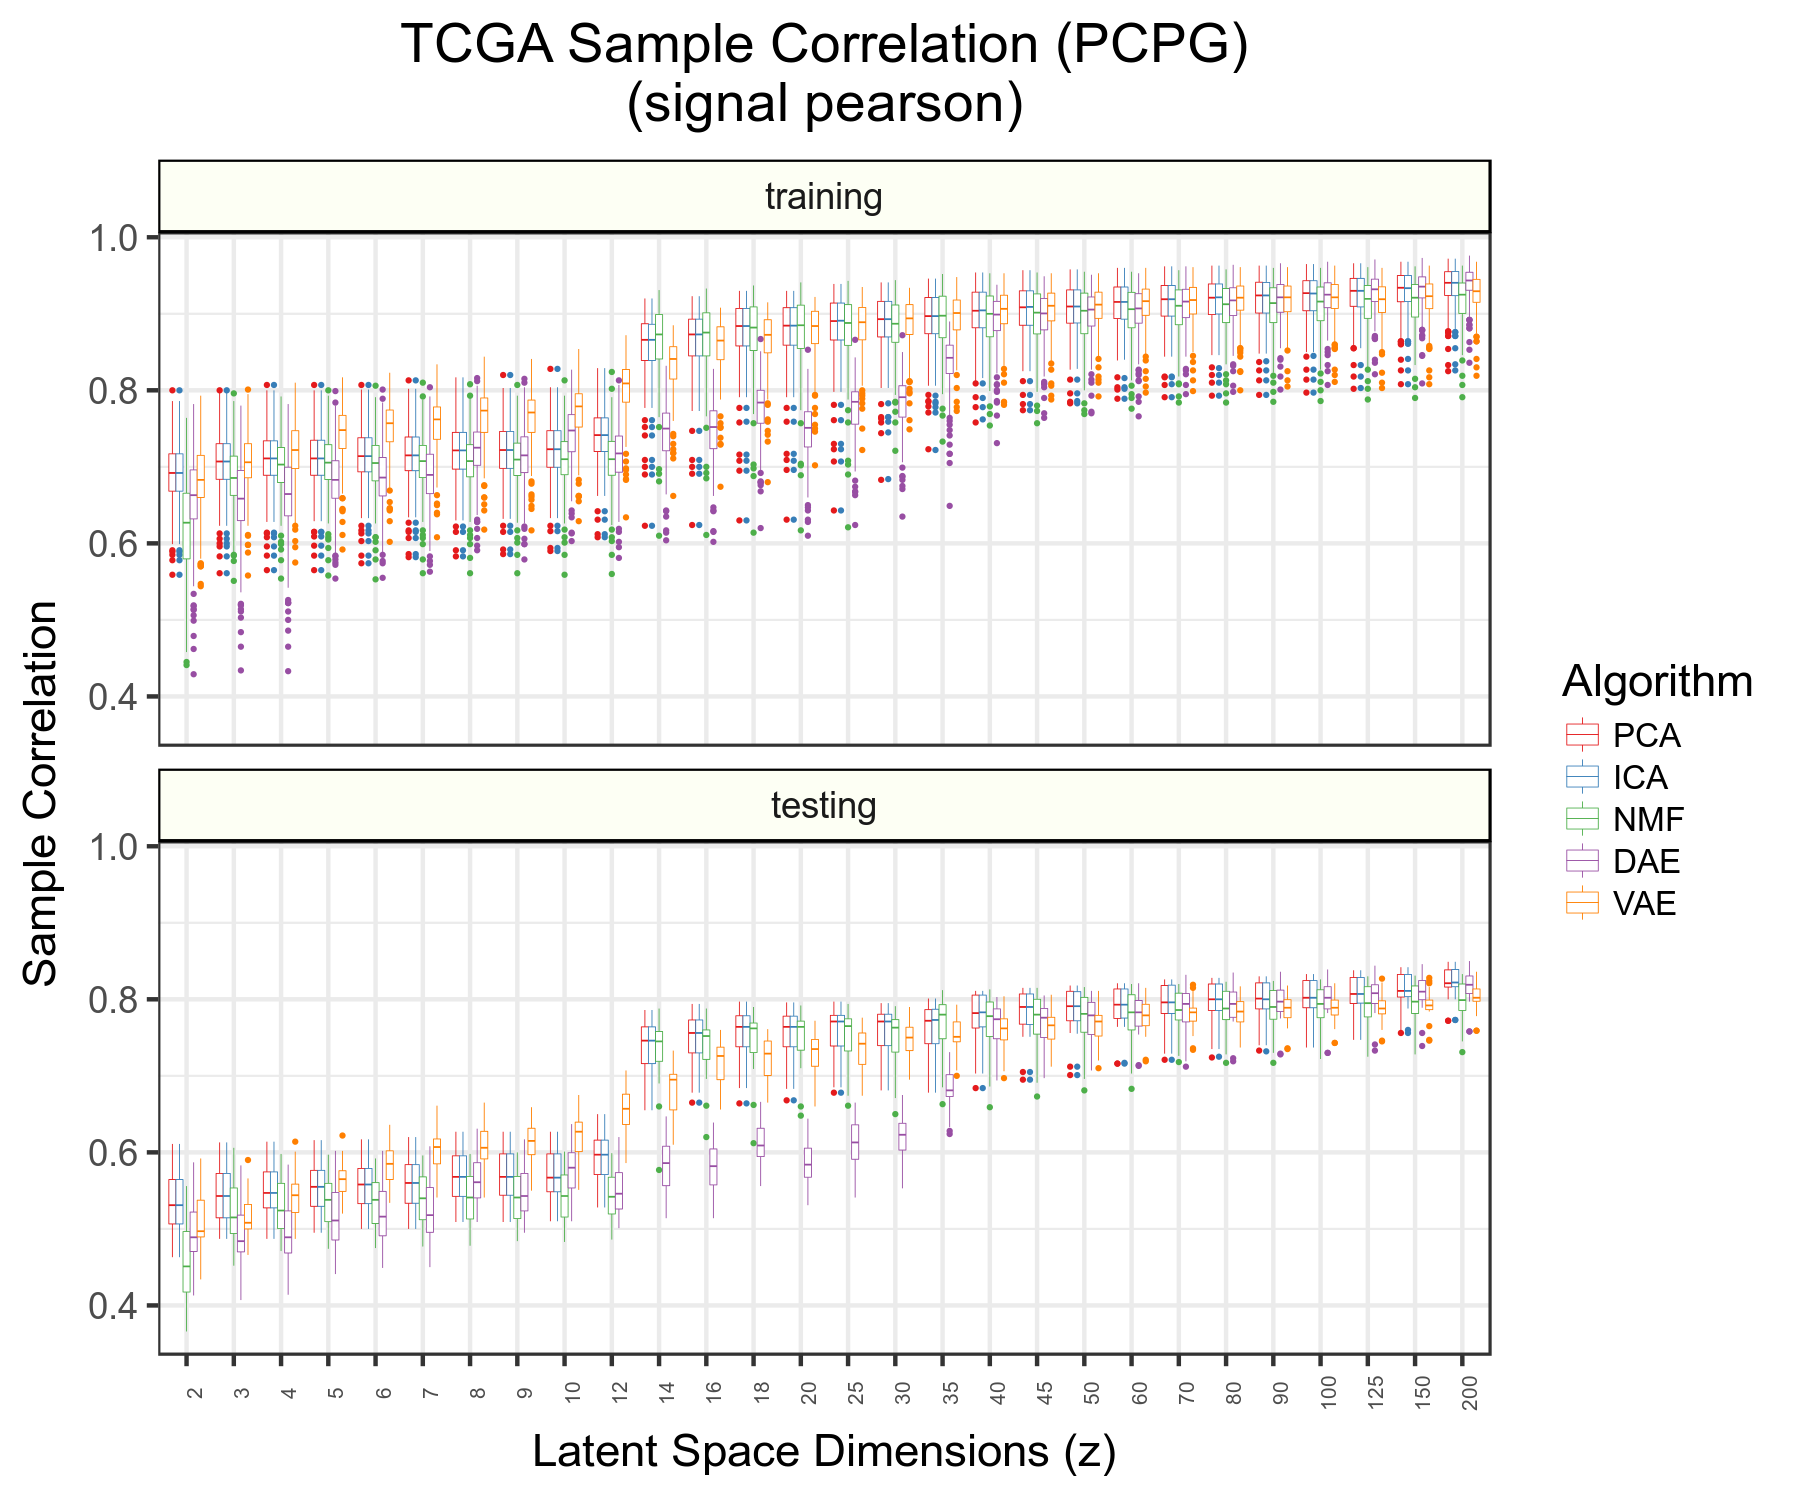 TCGA Sample Correlation (PCPG)
(signal pearson)
training
1.0
0.8
0.6
0.4
testing
1.0
0.8
0.6
0.4
Sample Correlation
2 3 4 5 6 7 8 9 10 12 14 16 18 20 25 30 35 40 45 50 60 70 80 90 100 125 150 200
Latent Space Dimensions (z)
Algorithm
PCA
ICA
NMF
DAE
VAE